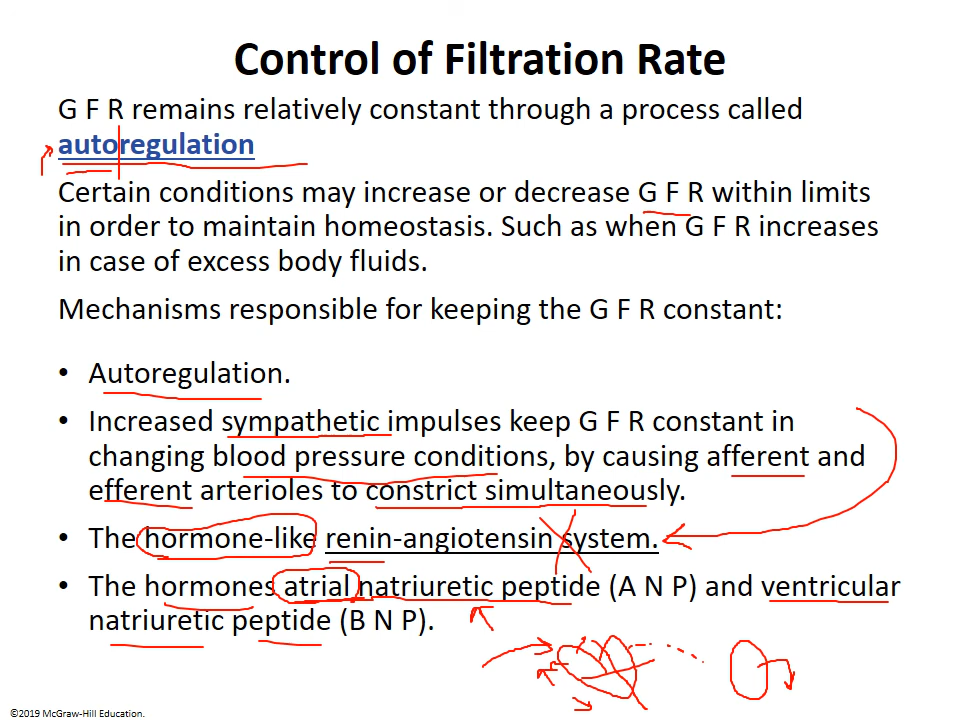 Control of Filtration Rate
G F R remains relatively constant through a process called
autoregulation
Certain conditions may increase or decrease G F R within limits
in order to maintain homeostasis. Such as when G F R increases
in case of excess body fluids.
Mechanisms responsible for keeping the G F R constant:
• Autoregulation.
• Increased sympathetic impulses keep G F R constant in
changing blood pressure conditions, by causing afferent and
efferent arterioles to constrict simultaneously.
• The hormone-like renin-angiotensin system.
• The hormones atrial natriuretic peptide (A N P) and ventricular
natriuretic peptide (B N P).
©2019 McGraw-Hill Education.